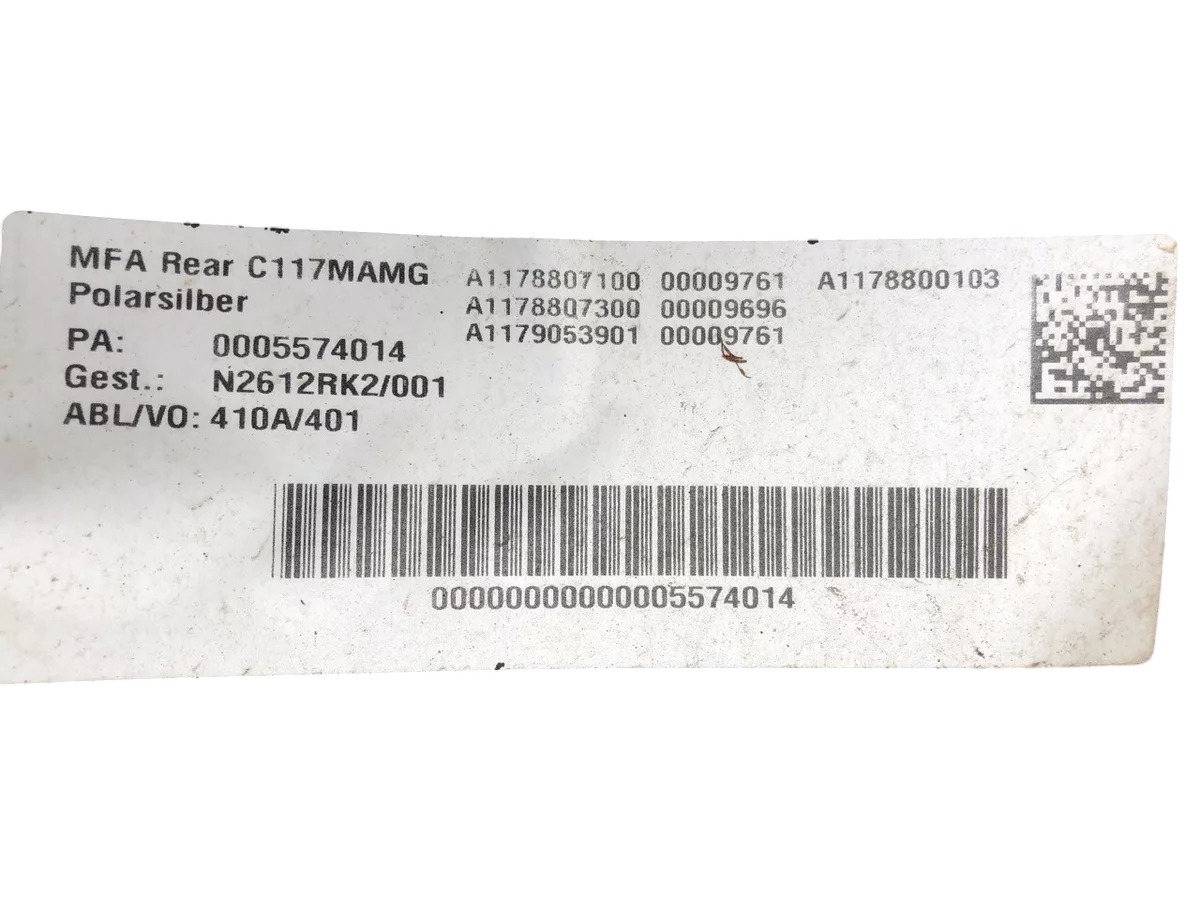 MFA Rear C117MAMG
Polarsilber
PA: 0005574014
Gest.: N2612RK2/001
ABL/VO: 410A/401
A1178807100 00009761 A1178800103
A1178807300 00009696
A1179053901 00009761
00000000000005574014